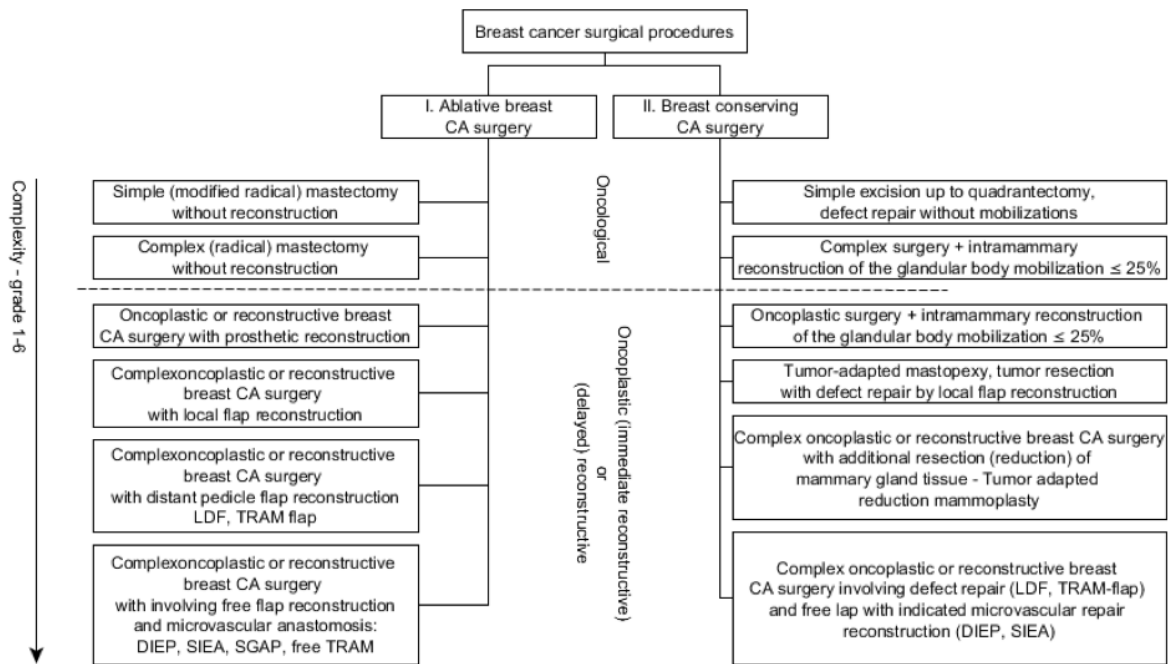 Breast cancer surgical procedures
I. Ablative breast
CA surgery
II. Breast conserving
CA surgery
Complexity - grade 1-6
Simple (modified radical) mastectomy
without reconstruction
Complex (radical) mastectomy
without reconstruction
Oncoplastic or reconstructive breast
CA surgery with prosthetic reconstruction
Complexoncoplastic or reconstructive
breast CA surgery
with local flap reconstruction
Complexoncoplastic or reconstructive
breast CA surgery
with distant pedicle flap reconstruction
LDF, TRAM flap
Complexoncoplastic or reconstructive
breast CA surgery
with involving free flap reconstruction
and microvascular anastomosis:
DIEP, SIEA, SGAP, free TRAM
Oncological
Oncoplastic (immediate reconstructive)
or
(delayed) reconstructive
Simple excision up to quadrantectomy,
defect repair without mobilizations
Complex surgery + intramammary
reconstruction of the glandular body mobilization ≤ 25%
Oncoplastic surgery + intramammary reconstruction
of the glandular body mobilization ≤ 25%
Tumor-adapted mastopexy, tumor resection
with defect repair by local flap reconstruction
Complex oncoplastic or reconstructive breast CA surgery
with additional resection (reduction) of
mammary gland tissue - Tumor adapted
reduction mammoplasty
Complex oncoplastic or reconstructive breast
CA surgery involving defect repair (LDF, TRAM-flap)
and free lap with indicated microvascular repair
reconstruction (DIEP, SIEA)